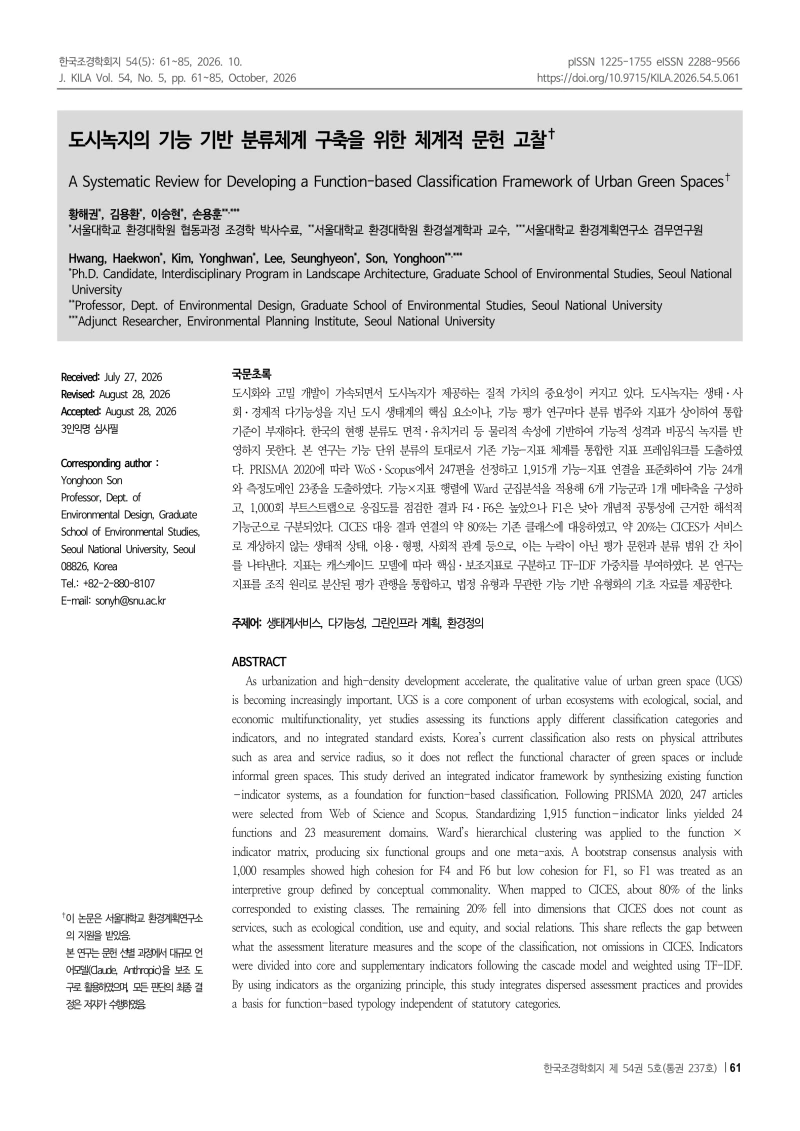 한국조경학회지 54(5): 61~85, 2026. 10.
J. KILA Vol. 54, No. 5, pp. 61~85, October, 2026
pISSN 1225-1755 eISSN 2288-9566
https://doi.org/10.9715/KILA.2026.54.5.061
도시녹지의 기능 기반 분류체계 구축을 위한 체계적 문헌 고찰†
A Systematic Review for Developing a Function-based Classification Framework of Urban Green Spaces†
황해권*, 김용환*, 이승현*, 손용훈**,***
*서울대학교 환경대학원 협동과정 조경학 박사수료, **서울대학교 환경대학원 환경설계학과 교수, ***서울대학교 환경계획연구소 겸무연구원
Hwang, Haekwon*, Kim, Yonghwan*, Lee, Seunghyeon*, Son, Yonghoon**,***
*Ph.D. Candidate, Interdisciplinary Program in Landscape Architecture, Graduate School of Environmental Studies, Seoul National
University
**Professor, Dept. of Environmental Design, Graduate School of Environmental Studies, Seoul National University
***Adjunct Researcher, Environmental Planning Institute, Seoul National University
Received: July 27, 2026
Revised: August 28, 2026
Accepted: August 28, 2026
3인익명 심사필
Corresponding author :
Yonghoon Son
Professor, Dept. of
Environmental Design, Graduate
School of Environmental Studies,
Seoul National University, Seoul
08826, Korea
Tel.: +82-2-880-8107
E-mail: sonyh@snu.ac.kr
†이 논문은 서울대학교 환경계획연구소
의 지원을 받았음.
본 연구는 문헌 선별 과정에서 대규모 언
어모델(Claude, Anthropic)을 보조 도
구로 활용하였으며, 모든 판단의 최종 결
정은 저자가 수행하였음.
국문초록
도시화와 고밀 개발이 가속되면서 도시녹지가 제공하는 질적 가치의 중요성이 커지고 있다. 도시녹지는 생태·사
회·경제적 다기능성을 지닌 도시 생태계의 핵심 요소이나, 기능 평가 연구마다 분류 범주와 지표가 상이하여 통합
기준이 부재하다. 한국의 현행 분류도 면적·유치거리 등 물리적 속성에 기반하여 기능적 성격과 비공식 녹지를 반
영하지 못한다. 본 연구는 기능 단위 분류의 토대로서 기존 기능-지표 체계를 통합한 지표 프레임워크를 도출하였
다. PRISMA 2020에 따라 WoS·Scopus에서 247편을 선정하고 1,915개 기능-지표 연결을 표준화하여 기능 24개
와 측정도메인 23종을 도출하였다. 기능×지표 행렬에 Ward 군집분석을 적용해 6개 기능군과 1개 메타축을 구성하
고, 1,000회 부트스트랩으로 응집도를 점검한 결과 F4·F6은 높았으나 F1은 낮아 개념적 공통성에 근거한 해석적
기능군으로 구분되었다. CICES 대응 결과 연결의 약 80%는 기존 클래스에 대응하였고, 약 20%는 CICES가 서비스
로 계상하지 않는 생태적 상태, 이용·형평, 사회적 관계 등으로, 이는 누락이 아닌 평가 문헌과 분류 범위 간 차이
를 나타낸다. 지표는 캐스케이드 모델에 따라 핵심·보조지표로 구분하고 TF-IDF 가중치를 부여하였다. 본 연구는
지표를 조직 원리로 분산된 평가 관행을 통합하고, 법정 유형과 무관한 기능 기반 유형화의 기초 자료를 제공한다.
주제어: 생태계서비스, 다기능성, 그린인프라 계획, 환경정의
ABSTRACT
As urbanization and high-density development accelerate, the qualitative value of urban green space (UGS)
is becoming increasingly important. UGS is a core component of urban ecosystems with ecological, social, and
economic multifunctionality, yet studies assessing its functions apply different classification categories and
indicators, and no integrated standard exists. Korea's current classification also rests on physical attributes
such as area and service radius, so it does not reflect the functional character of green spaces or include
informal green spaces. This study derived an integrated indicator framework by synthesizing existing function
-indicator systems, as a foundation for function-based classification. Following PRISMA 2020, 247 articles
were selected from Web of Science and Scopus. Standardizing 1,915 function-indicator links yielded 24
functions and 23 measurement domains. Ward's hierarchical clustering was applied to the function ×
indicator matrix, producing six functional groups and one meta-axis. A bootstrap consensus analysis with
1,000 resamples showed high cohesion for F4 and F6 but low cohesion for F1, so F1 was treated as an
interpretive group defined by conceptual commonality. When mapped to CICES, about 80% of the links
corresponded to existing classes. The remaining 20% fell into dimensions that CICES does not count as
services, such as ecological condition, use and equity, and social relations. This share reflects the gap between
what the assessment literature measures and the scope of the classification, not omissions in CICES. Indicators
were divided into core and supplementary indicators following the cascade model and weighted using TF-IDF.
By using indicators as the organizing principle, this study integrates dispersed assessment practices and provides
a basis for function-based typology independent of statutory categories.
한국조경학회지 제 54권 5호(통권 237호) | 61